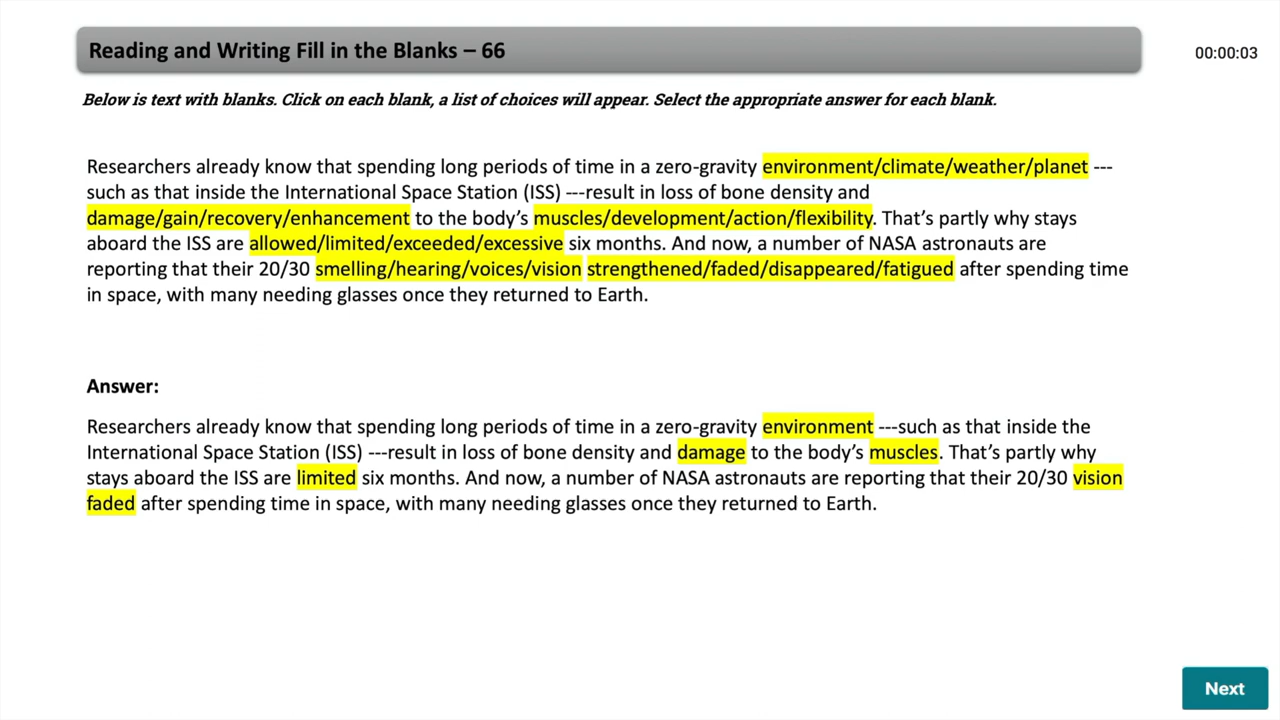 Reading and Writing Fill in the Blanks – 66
00:00:03
Below is text with blanks. Click on each blank, a list of choices will appear. Select the appropriate answer for each blank.
Researchers already know that spending long periods of time in a zero-gravity environment/climate/weather/planet ---
such as that inside the International Space Station (ISS) ---result in loss of bone density and
damage/gain/recovery/enhancement to the body’s muscles/development/action/flexibility. That’s partly why stays
aboard the ISS are allowed/limited/exceeded/excessive six months. And now, a number of NASA astronauts are
reporting that their 20/30 smelling/hearing/voices/vision strengthened/faded/disappeared/fatigued after spending time
in space, with many needing glasses once they returned to Earth.
Answer:
Researchers already know that spending long periods of time in a zero-gravity environment ---such as that inside the
International Space Station (ISS) ---result in loss of bone density and damage to the body’s muscles. That’s partly why
stays aboard the ISS are limited six months. And now, a number of NASA astronauts are reporting that their 20/30 vision
faded after spending time in space, with many needing glasses once they returned to Earth.
Next